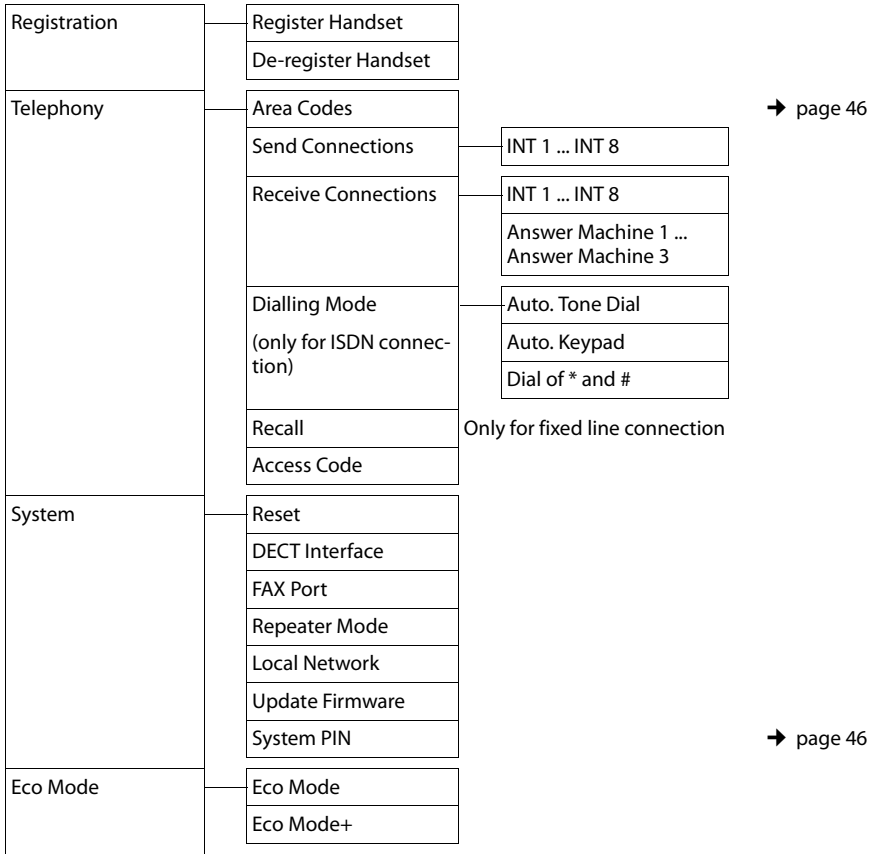 Registration Register Handset
De-register Handset
Telephony Area Codes ➔ page 46
Send Connections INT 1 ... INT 8
Receive Connections INT 1 ... INT 8
Answer Machine 1 ...
Answer Machine 3
Dialling Mode Auto. Tone Dial
(only for ISDN connec-
tion)
Auto. Keypad
Dial of * and #
Recall Only for fixed line connection
Access Code
System Reset
DECT Interface
FAX Port
Repeater Mode
Local Network
Update Firmware
System PIN ➔ page 46
Eco Mode Eco Mode
Eco Mode+